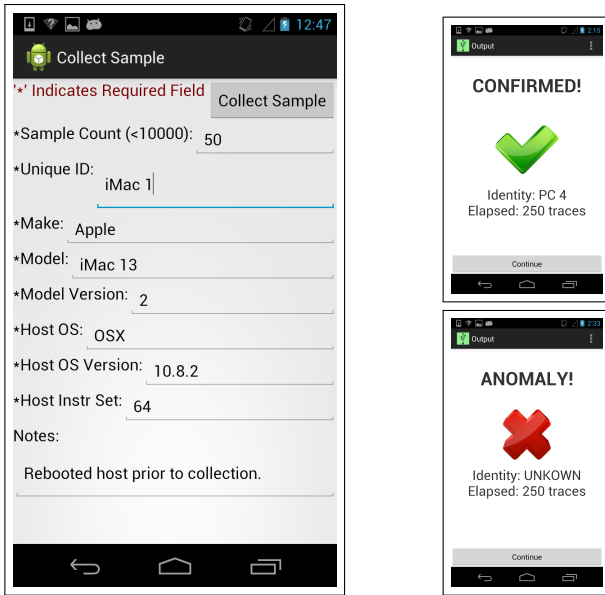 12:47
Collect Sample
'*' Indicates Required Field
Collect Sample
*Sample Count (<10000): 50
*Unique ID: iMac 1
*Make: Apple
*Model: iMac 13
*Model Version: 2
*Host OS: OSX
*Host OS Version: 10.8.2
*Host Instr Set: 64
Notes:
Rebooted host prior to collection.
2:15
Output
CONFIRMED!
Identity: PC 4
Elapsed: 250 traces
Continue
2:33
Output
ANOMALY!
Identity: UNKOWN
Elapsed: 250 traces
Continue